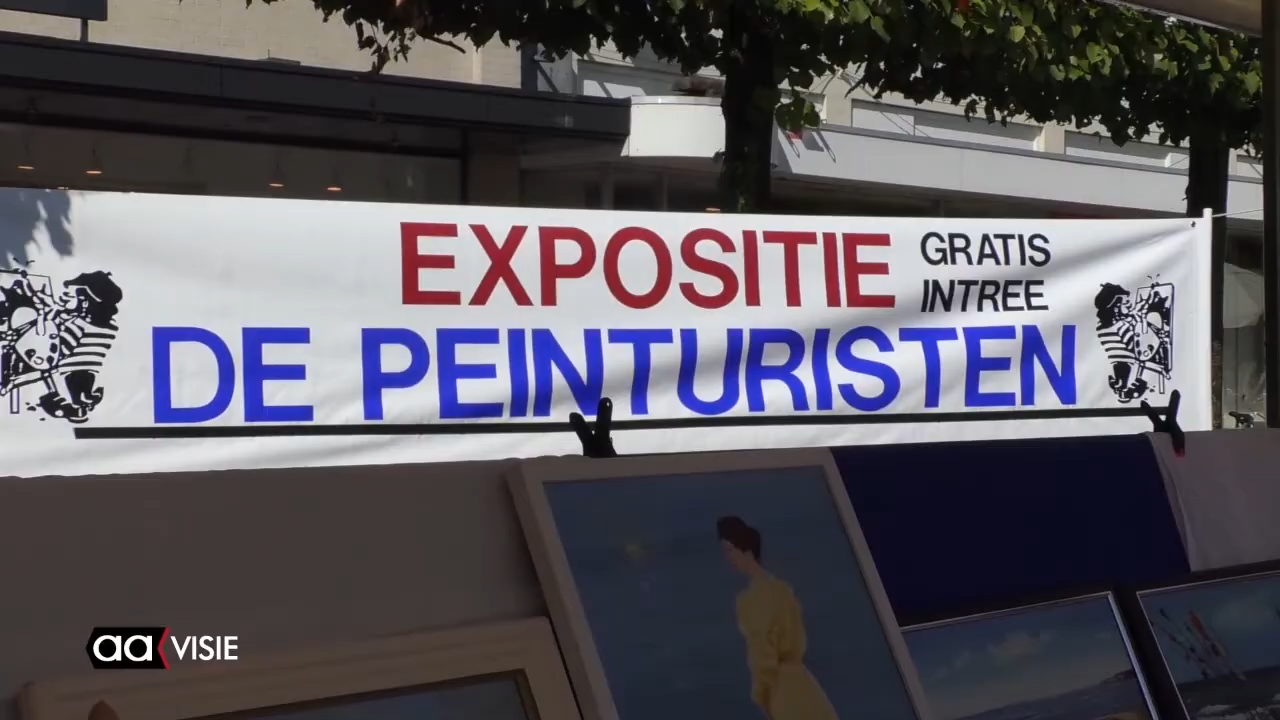 EXPOSITIE
GRATIS
INTREE
DE PEINTURISTEN
aa VISIE